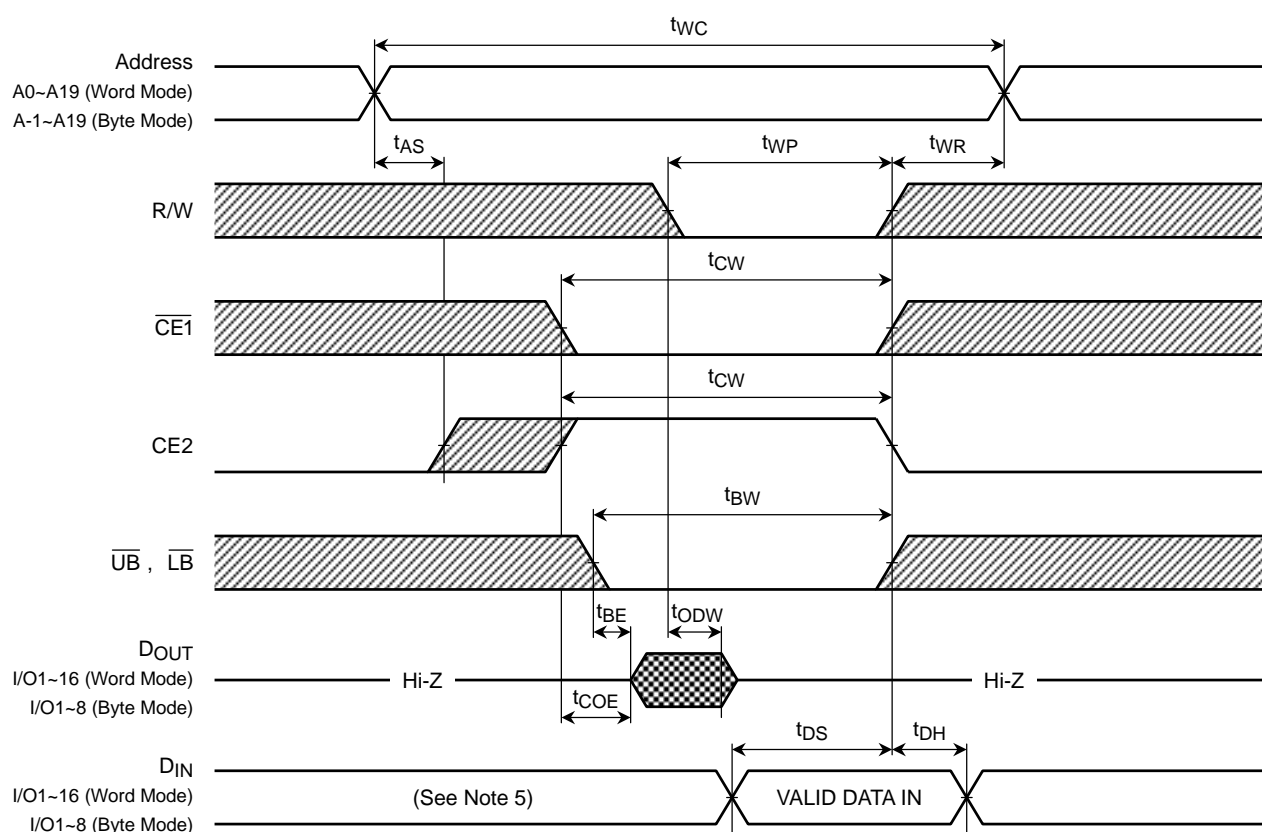 tWC
Address
A0~A19 (Word Mode)
A-1~A19 (Byte Mode)
tAS
tWP
tWR
R/W
tCW
CE1
tCW
CE2
tBW
UB , LB
tBE
tODW
DOUT
I/O1~16 (Word Mode)
Hi-Z
Hi-Z
I/O1~8 (Byte Mode)
tCOE
tDS
tDH
DIN
I/O1~16 (Word Mode)
(See Note 5)
VALID DATA IN
I/O1~8 (Byte Mode)